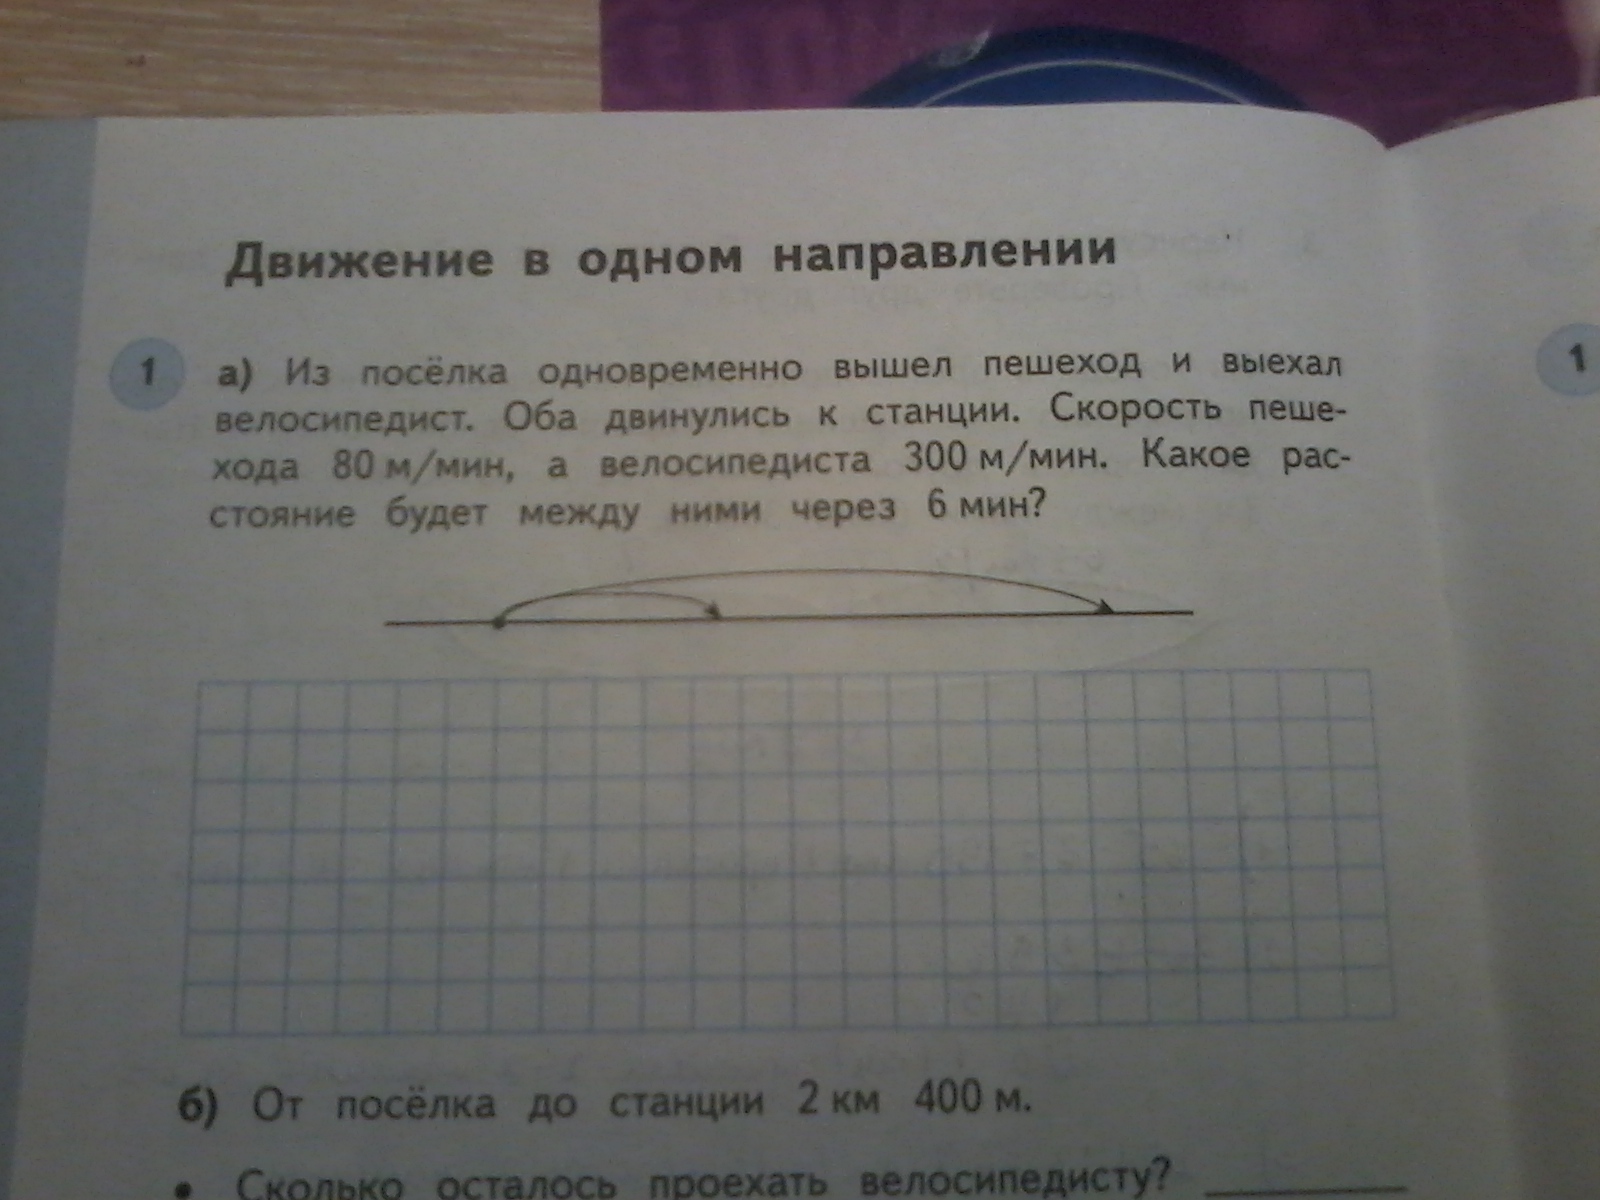 Движение в одном направлении
1 а) Из посёлка одновременно вышел пешеход и выехал
велосипедист. Оба двинулись к станции. Скорость пеше-
хода 80 м/мин, а велосипедиста 300 м/мин. Какое рас-
стояние будет между ними через 6 мин?
б) От посёлка до станции 2 км 400 м.
• Сколько осталось проехать велосипедисту?
1